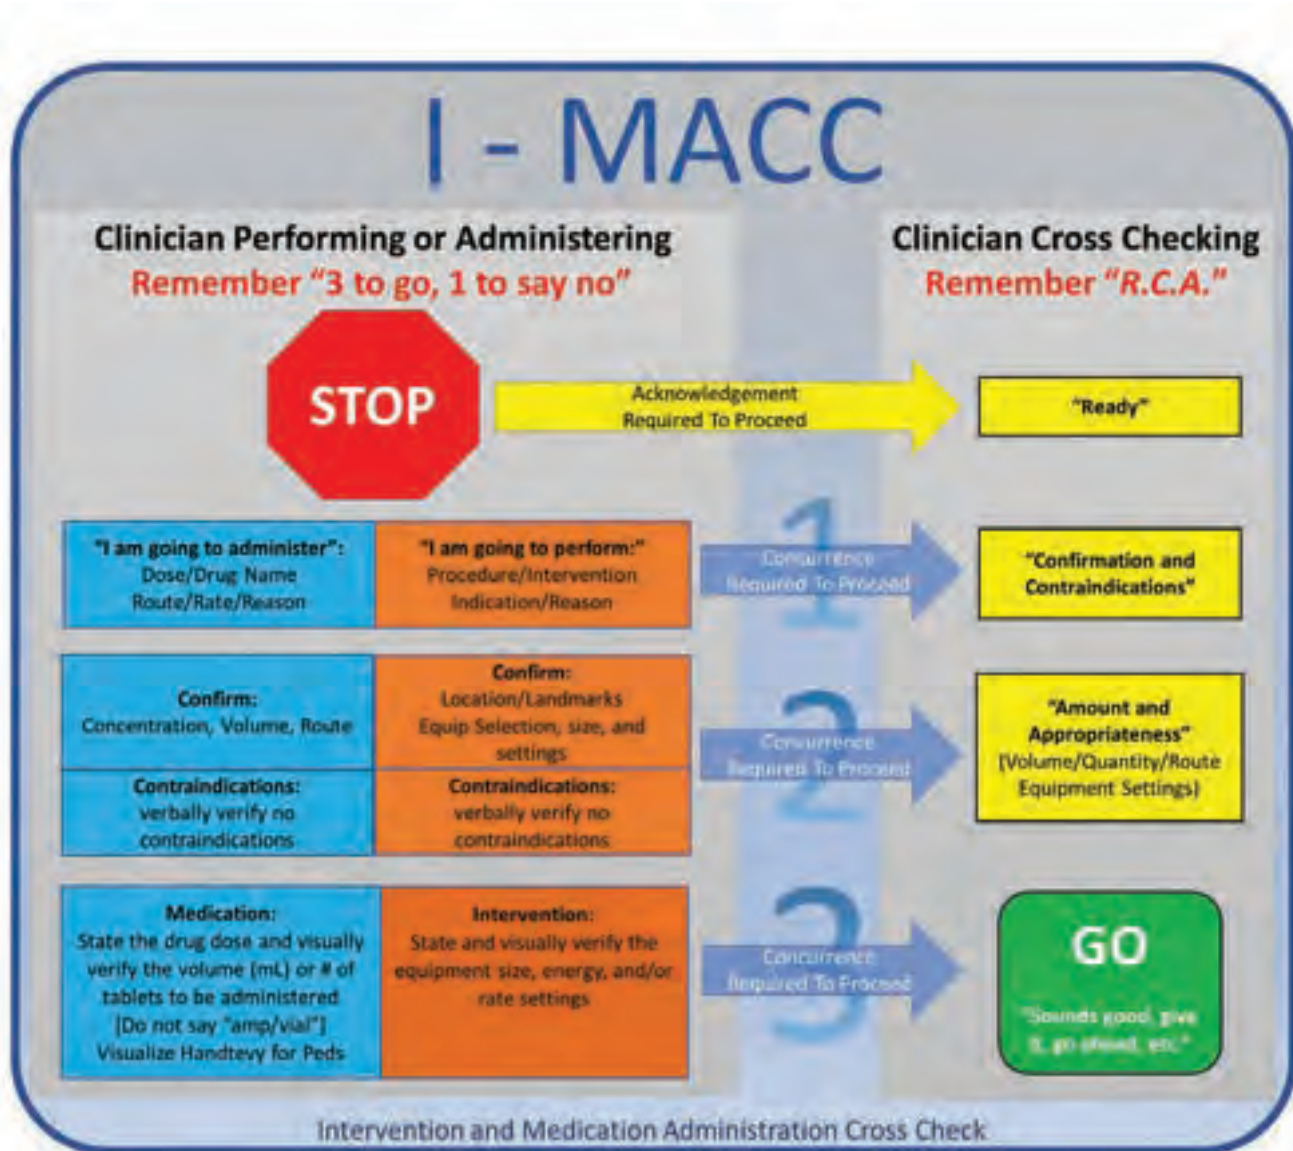 I - MACC
Clinician Performing or Administering
Remember "3 to go, 1 to say no"
Clinician Cross Checking
Remember "R.C.A."
STOP
Acknowledgement
Required To Proceed
"Ready"
"I am going to administer":
Dose/Drug Name
Route/Rate/Reason
"I am going to perform:"
Procedure/Intervention
Indication/Reason
1
Concurrence
Required To Proceed
"Confirmation and
Contraindications"
Confirm:
Concentration, Volume, Route
Confirm:
Location/Landmarks
Equip Selection, size, and
settings
Contraindications:
verbally verify no
contraindications
Contraindications:
verbally verify no
contraindications
2
Concurrence
Required To Proceed
"Amount and
Appropriateness"
(Volume/Quantity/Route
Equipment Settings)
Medication:
State the drug dose and visually
verify the volume (mL) or # of
tablets to be administered
[Do not say "amp/vial"]
Visualize Handtevy for Peds
Intervention:
State and visually verify the
equipment size, energy, and/or
rate settings
3
Concurrence
Required To Proceed
GO
"Sounds good, give
it, go ahead, etc."
Intervention and Medication Administration Cross Check